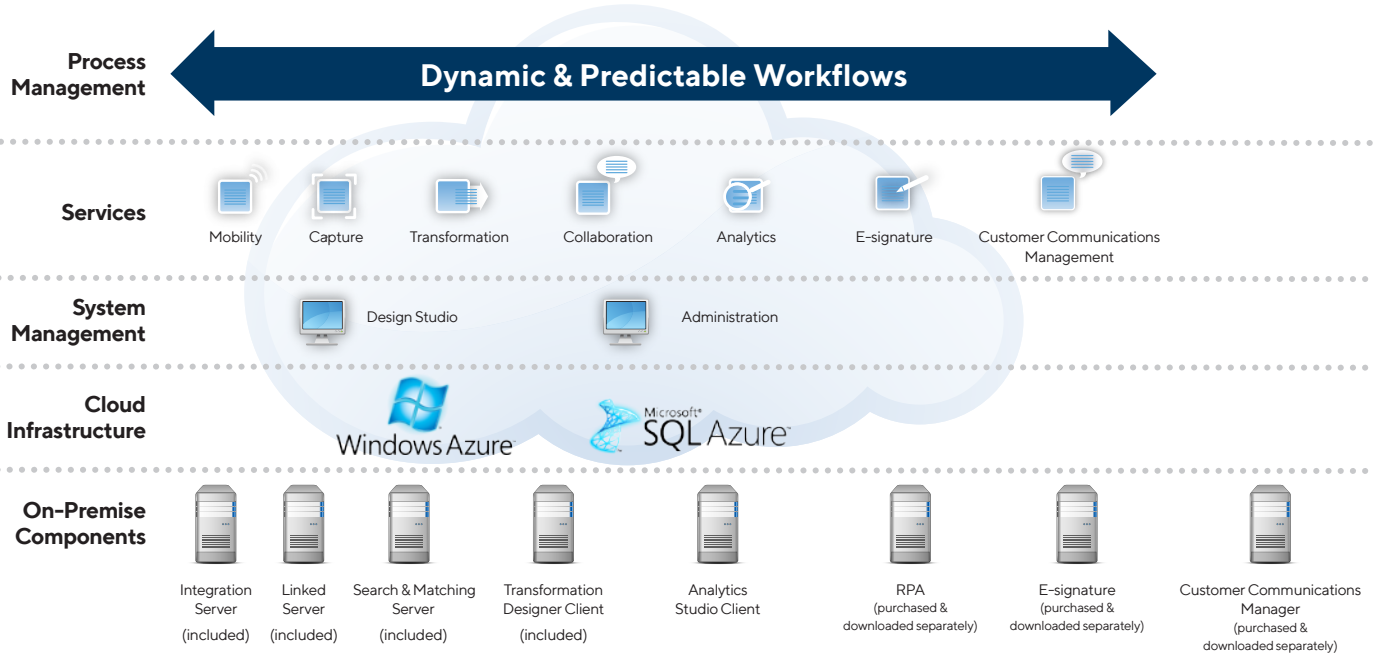 Process
Management
Dynamic & Predictable Workflows
Services
Mobility
Capture
Transformation
Collaboration
Analytics
E-signature
Customer Communications
Management
System
Management
Design Studio
Administration
Cloud
Infrastructure
Windows Azure™
Microsoft®
SQL Azure™
On-Premise
Components
Integration
Server
(included)
Linked
Server
(included)
Search & Matching
Server
(included)
Transformation
Designer Client
(included)
Analytics
Studio Client
RPA
(purchased &
downloaded separately)
E-signature
(purchased &
downloaded separately)
Customer Communications
Manager
(purchased &
downloaded separately)